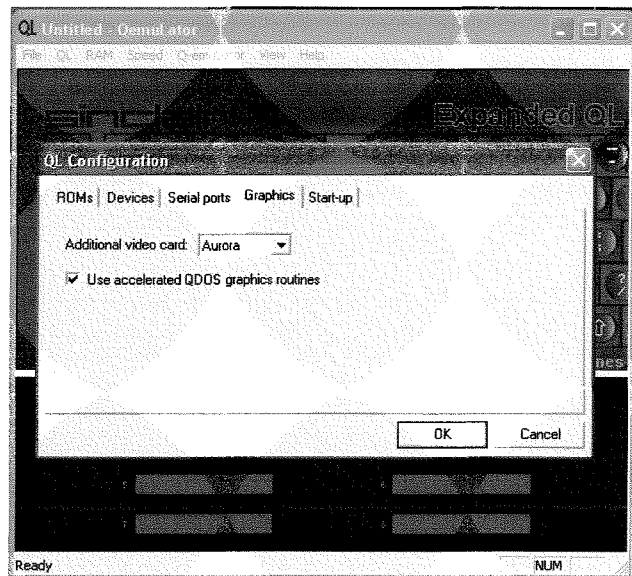 QL Untitled - QemuLator
File QL RAM Speed View Help
sinclair
Expanded QL
QL Configuration
ROMs Devices Serial ports Graphics Start-up
Additional video card: Aurora
Use accelerated QDOS graphics routines
OK Cancel
Ready NUM